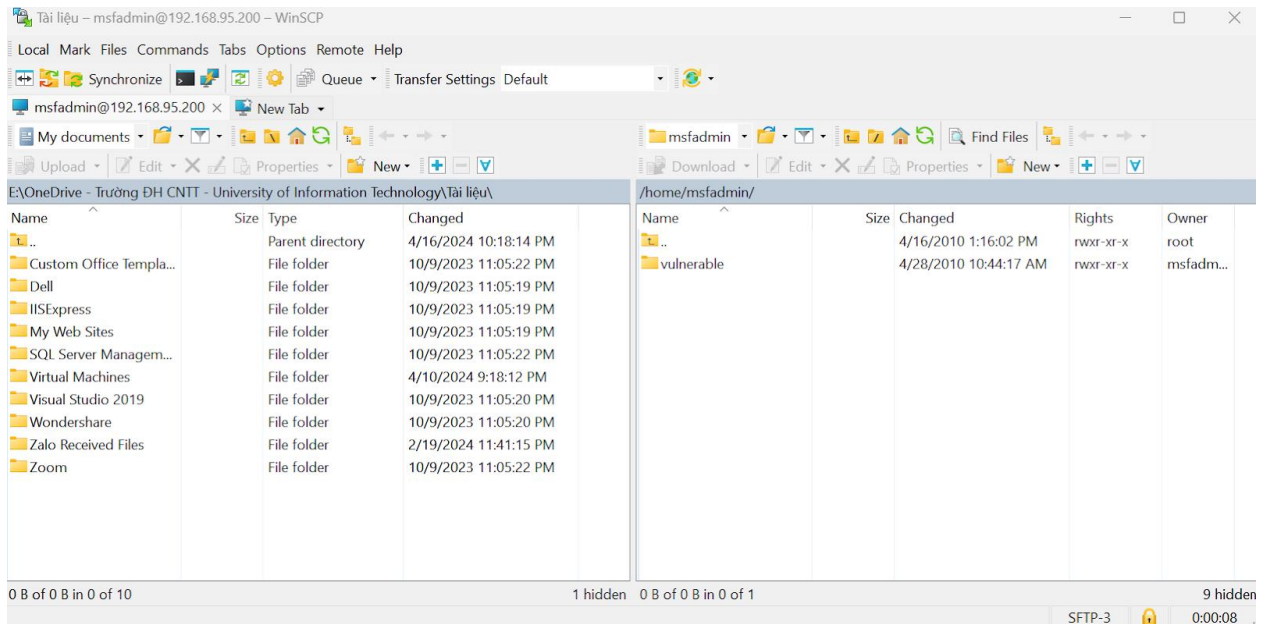 Tài liệu – msfadmin@192.168.95.200 – WinSCP
Local Mark Files Commands Tabs Options Remote Help
Synchronize Queue Transfer Settings Default
msfadmin@192.168.95.200 × New Tab
My documents
Upload Edit Properties New
E:\OneDrive - Trường ĐH CNTT - University of Information Technology\Tài liệu\
Name Size Type Changed
.. Parent directory 4/16/2024 10:18:14 PM
Custom Office Templa... File folder 10/9/2023 11:05:22 PM
Dell File folder 10/9/2023 11:05:19 PM
IISExpress File folder 10/9/2023 11:05:19 PM
My Web Sites File folder 10/9/2023 11:05:19 PM
SQL Server Managem... File folder 10/9/2023 11:05:22 PM
Virtual Machines File folder 4/10/2024 9:18:12 PM
Visual Studio 2019 File folder 10/9/2023 11:05:20 PM
Wondershare File folder 10/9/2023 11:05:20 PM
Zalo Received Files File folder 2/19/2024 11:41:15 PM
Zoom File folder 10/9/2023 11:05:22 PM
0 B of 0 B in 0 of 10 1 hidden
msfadmin Find Files
Download Edit Properties New
/home/msfadmin/
Name Size Changed Rights Owner
.. 4/16/2010 1:16:02 PM rwxr-xr-x root
vulnerable 4/28/2010 10:44:17 AM rwxr-xr-x msfadm...
0 B of 0 B in 0 of 1 9 hidden
SFTP-3 0:00:08